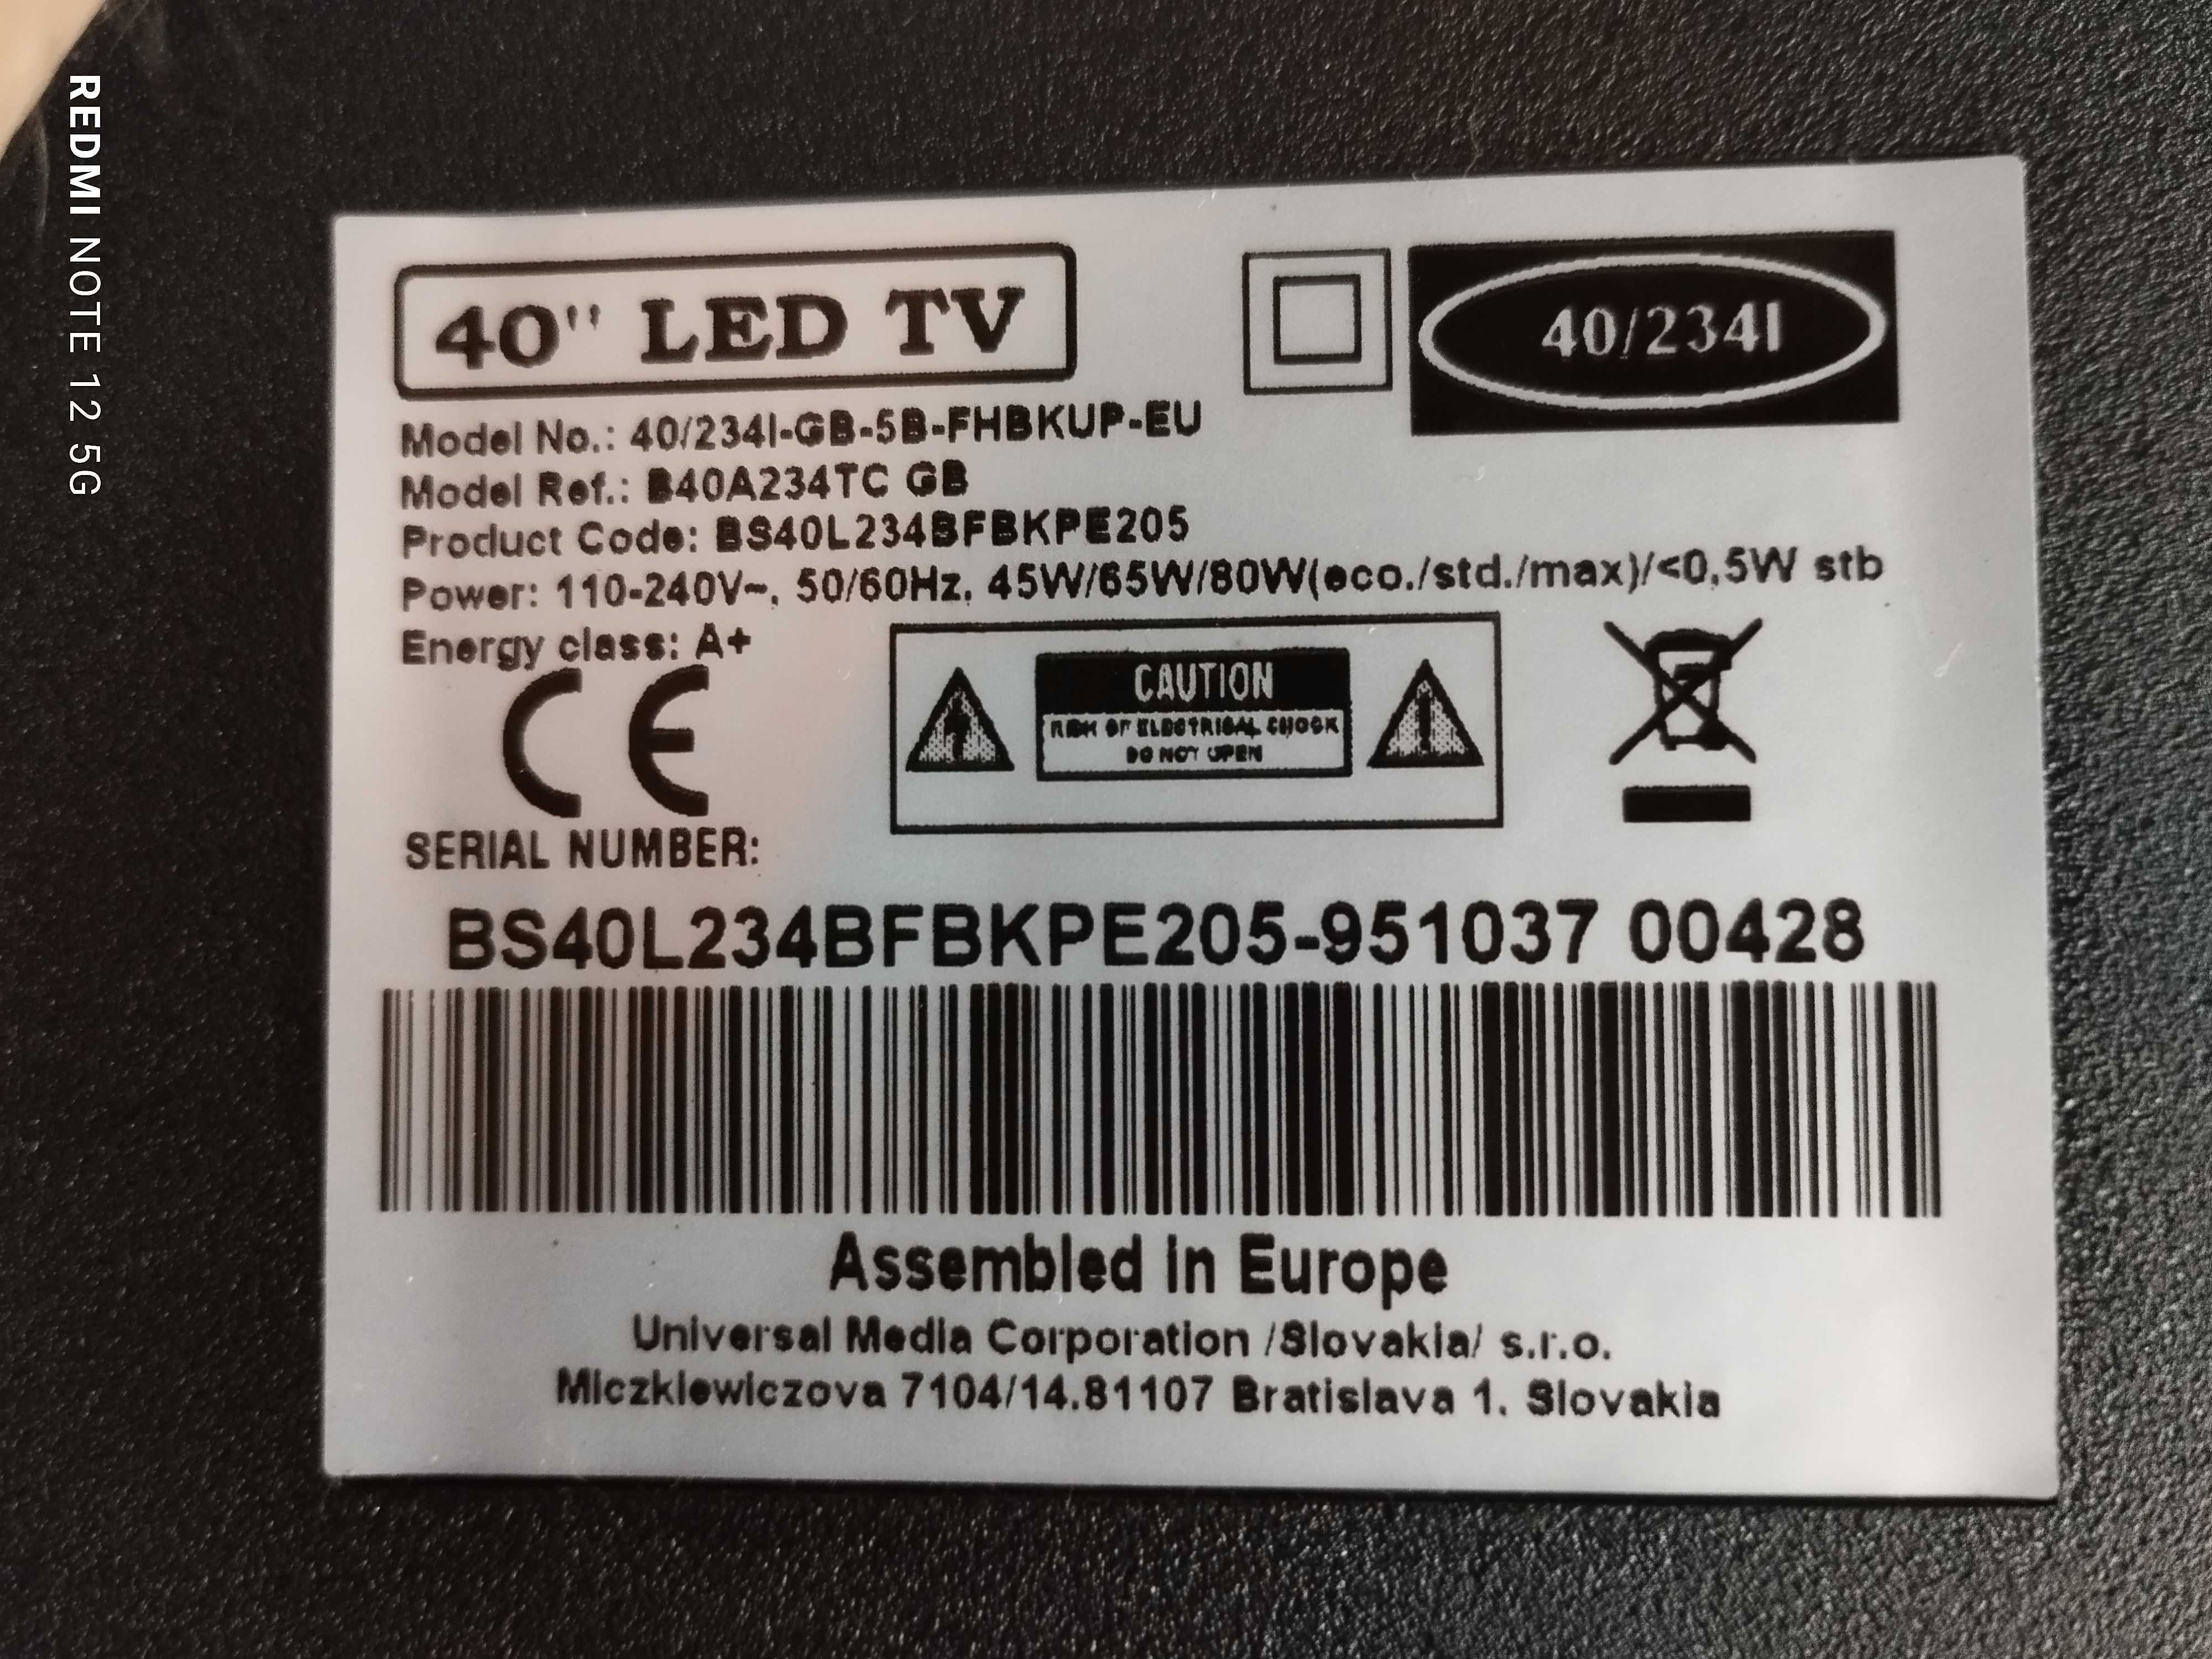 REDMI NOTE 12 5G
40" LED TV
40/234I
Model No.: 40/234I-GB-5B-FHBKUP-EU
Model Ref.: B40A234TC GB
Product Code: BS40L234BFBKPE205
Power: 110-240V~, 50/60Hz, 45W/65W/80W(eco./std./max)/<0,5W stb
Energy class: A+
CE
CAUTION
RISK OF ELECTRICAL SHOCK
DO NOT OPEN
SERIAL NUMBER:
BS40L234BFBKPE205-951037 00428
Assembled in Europe
Universal Media Corporation /Slovakia/ s.r.o.
Miczkiewiczova 7104/14.81107 Bratislava 1. Slovakia